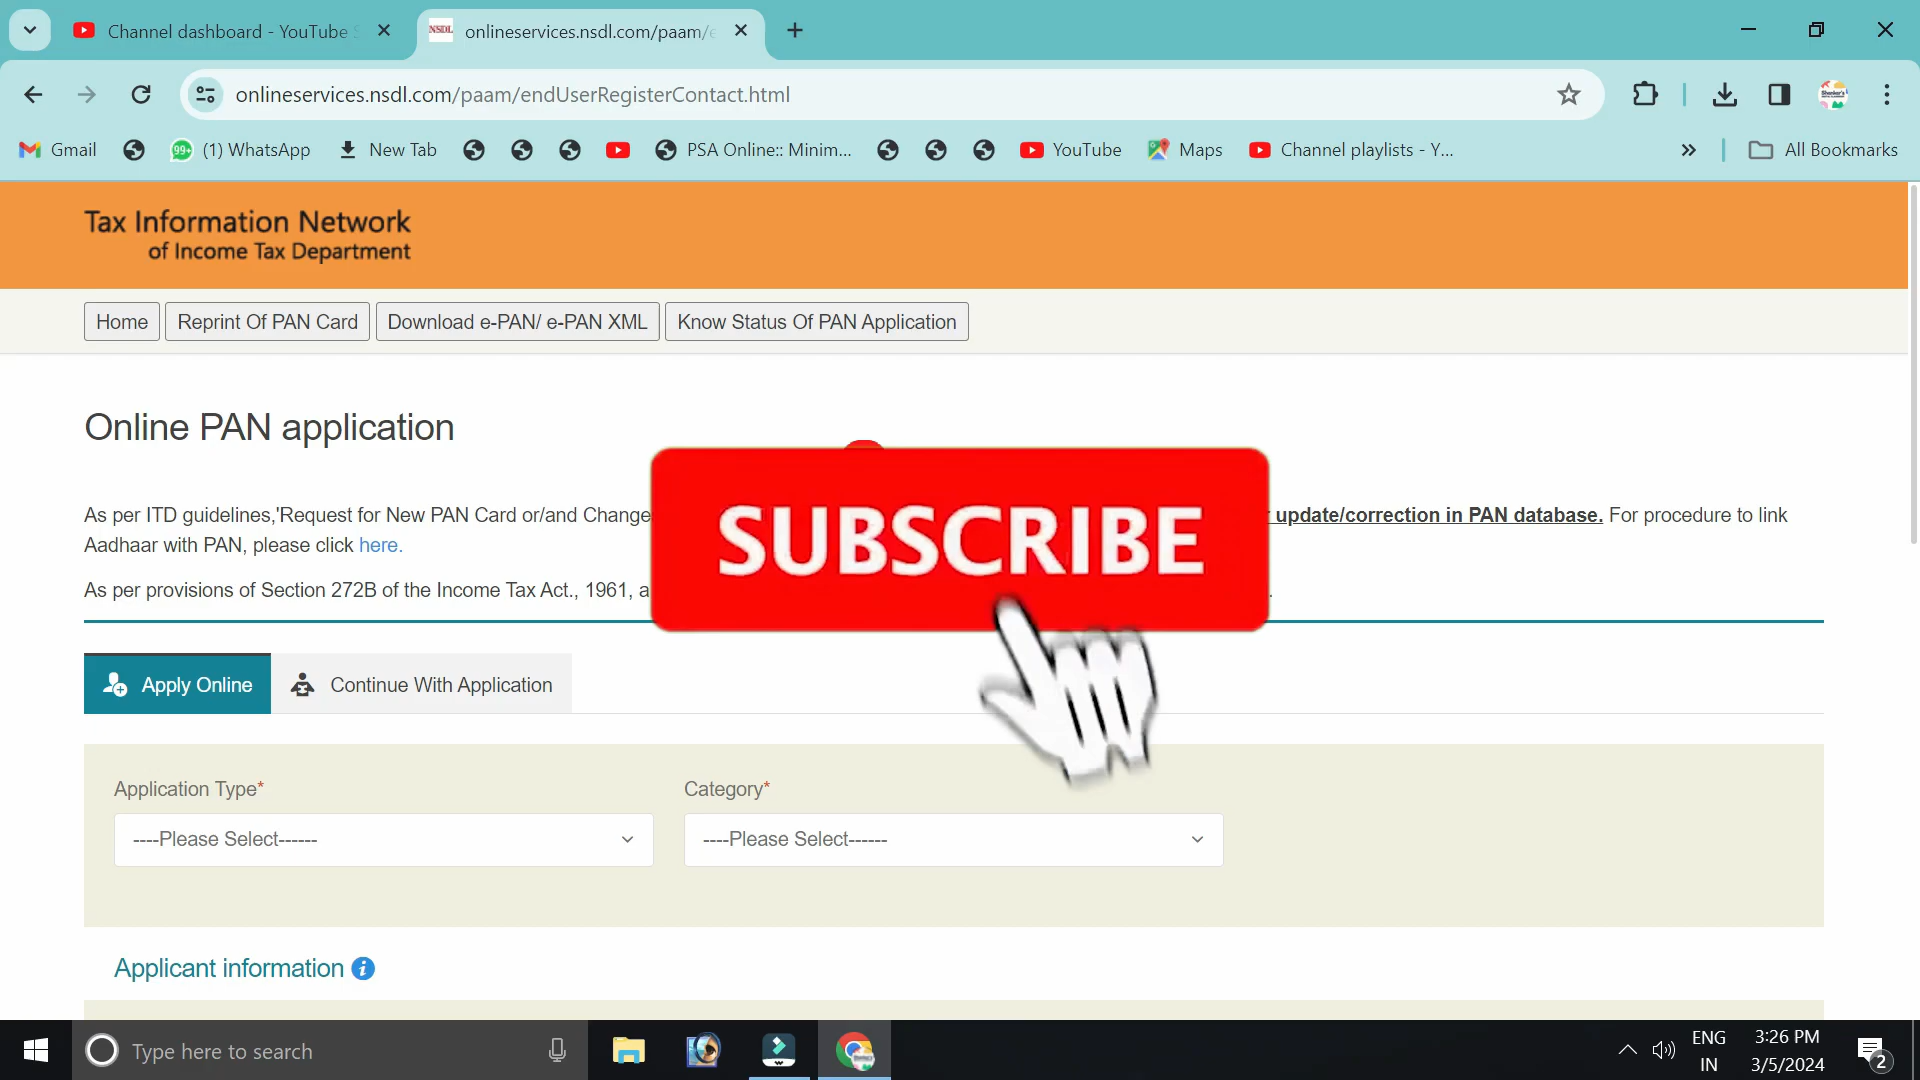 Channel dashboard - YouTube S
NSDL onlineservices.nsdl.com/paam/e
onlineservices.nsdl.com/paam/endUserRegisterContact.html
Gmail 99+ (1) WhatsApp New Tab PSA Online:: Minim... YouTube Maps Channel playlists - Y... All Bookmarks
Tax Information Network
of Income Tax Department
Home Reprint Of PAN Card Download e-PAN/ e-PAN XML Know Status Of PAN Application
Online PAN application
As per ITD guidelines,'Request for New PAN Card or/and Change update/correction in PAN database. For procedure to link
Aadhaar with PAN, please click here.
SUBSCRIBE
As per provisions of Section 272B of the Income Tax Act., 1961, a
Apply Online Continue With Application
Application Type* Category*
----Please Select------ ----Please Select------
Applicant information
Type here to search
ENG 3:26 PM
IN 3/5/2024 2